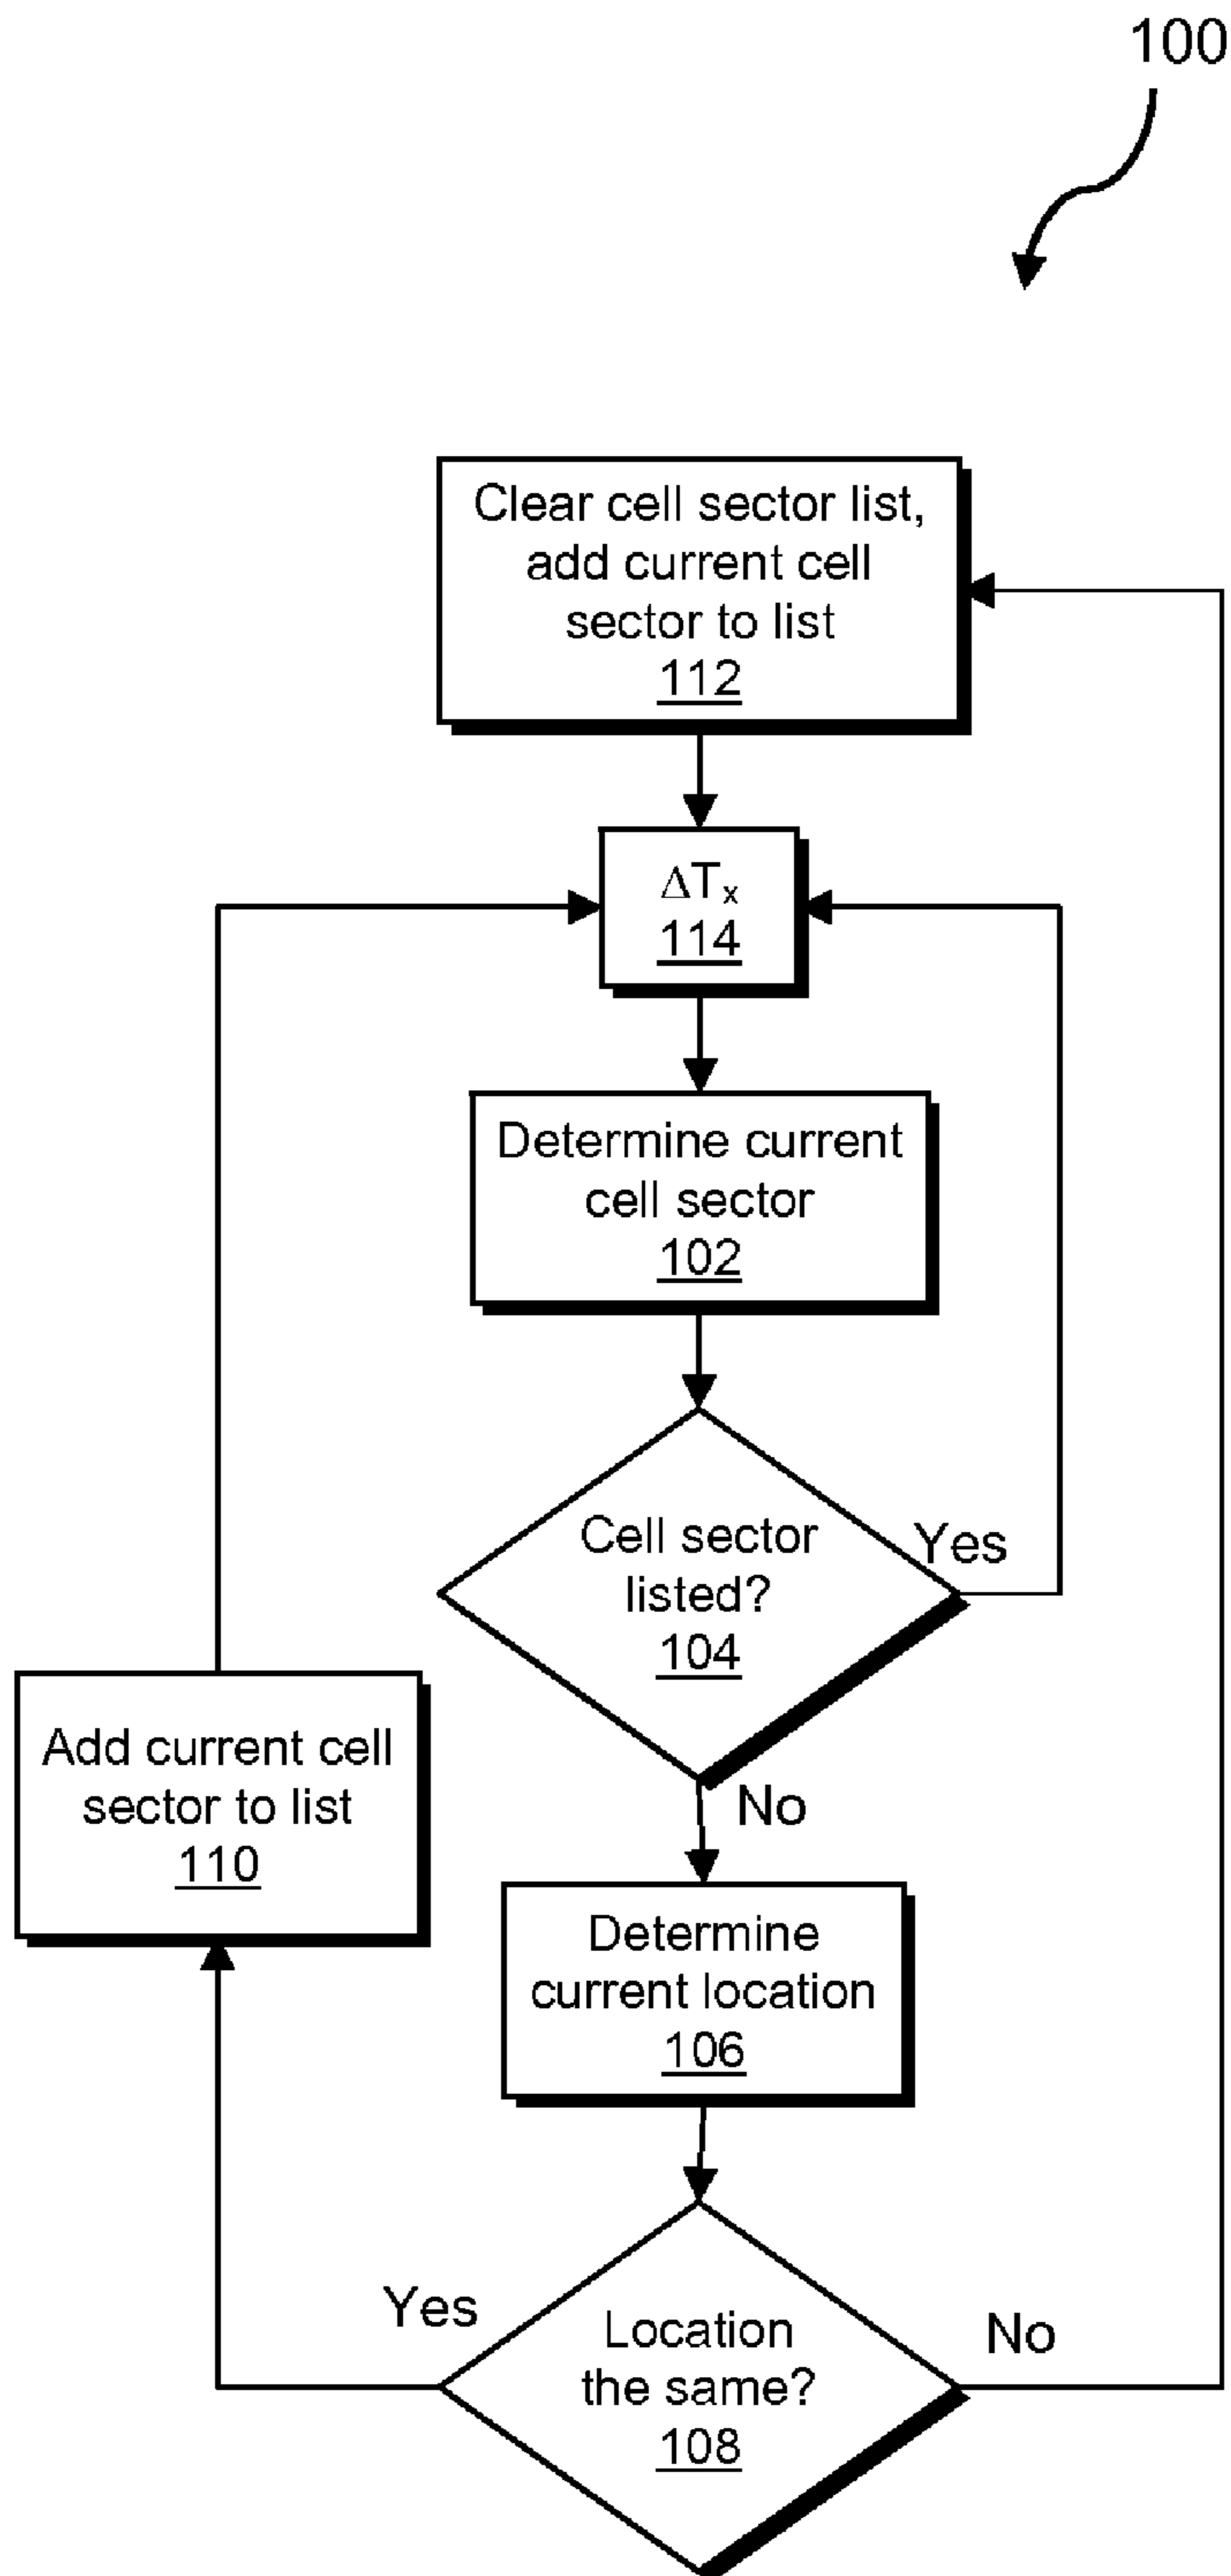 100
Clear cell sector list,
add current cell
sector to list
112
ΔTx
114
Determine current
cell sector
102
Cell sector
listed?
104
Yes
No
Add current cell
sector to list
110
Determine
current location
106
Location
the same?
108
Yes
No